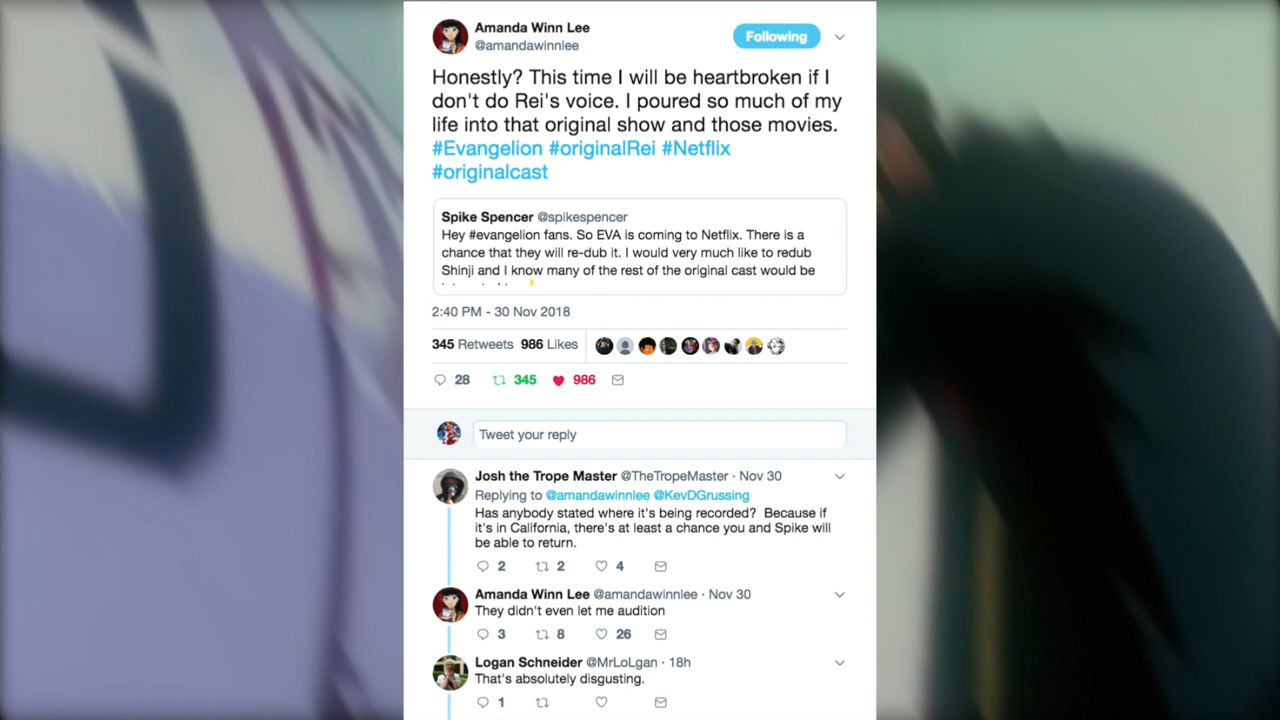 Amanda Winn Lee
@amandawinnlee
Following
Honestly? This time I will be heartbroken if I
don't do Rei's voice. I poured so much of my
life into that original show and those movies.
#Evangelion #originalRei #Netflix
#originalcast
Spike Spencer @spikespencer
Hey #evangelion fans. So EVA is coming to Netflix. There is a
chance that they will re-dub it. I would very much like to redub
Shinji and I know many of the rest of the original cast would be
2:40 PM - 30 Nov 2018
345 Retweets 986 Likes
28 345 986
Tweet your reply
Josh the Trope Master @TheTropeMaster · Nov 30
Replying to @amandawinnlee @KevDGrussing
Has anybody stated where it's being recorded? Because if
it's in California, there's at least a chance you and Spike will
be able to return.
2 2 4
Amanda Winn Lee @amandawinnlee · Nov 30
They didn't even let me audition
3 8 26
Logan Schneider @MrLoLgan · 18h
That's absolutely disgusting.
1